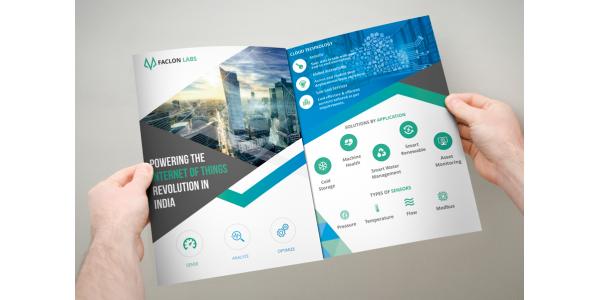 FACLON LABS
POWERING THE
INTERNET OF THINGS
REVOLUTION IN
INDIA
SENSE
ANALYZE
OPTIMIZE
CLOUD TECHNOLOGY
SOLUTIONS BY APPLICATION
Cold
Storage
Machine
Health
Smart Water
Management
Smart
Renewable
Asset
Monitoring
TYPES OF SENSORS
Pressure
Temperature
Flow
Modbus